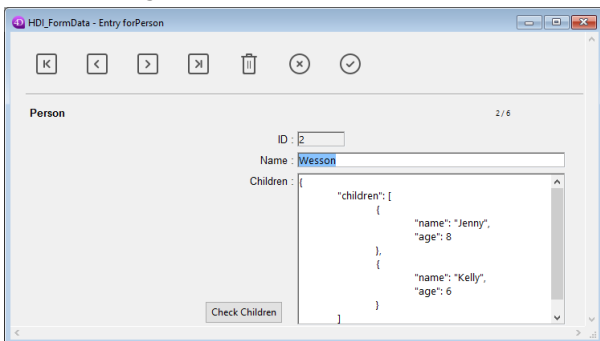 HDI_FormData - Entry forPerson
Person
2 / 6
ID : 2
Name : Wesson
Children : {
"children": [
{
"name": "Jenny",
"age": 8
},
{
"name": "Kelly",
"age": 6
}
Check Children
]